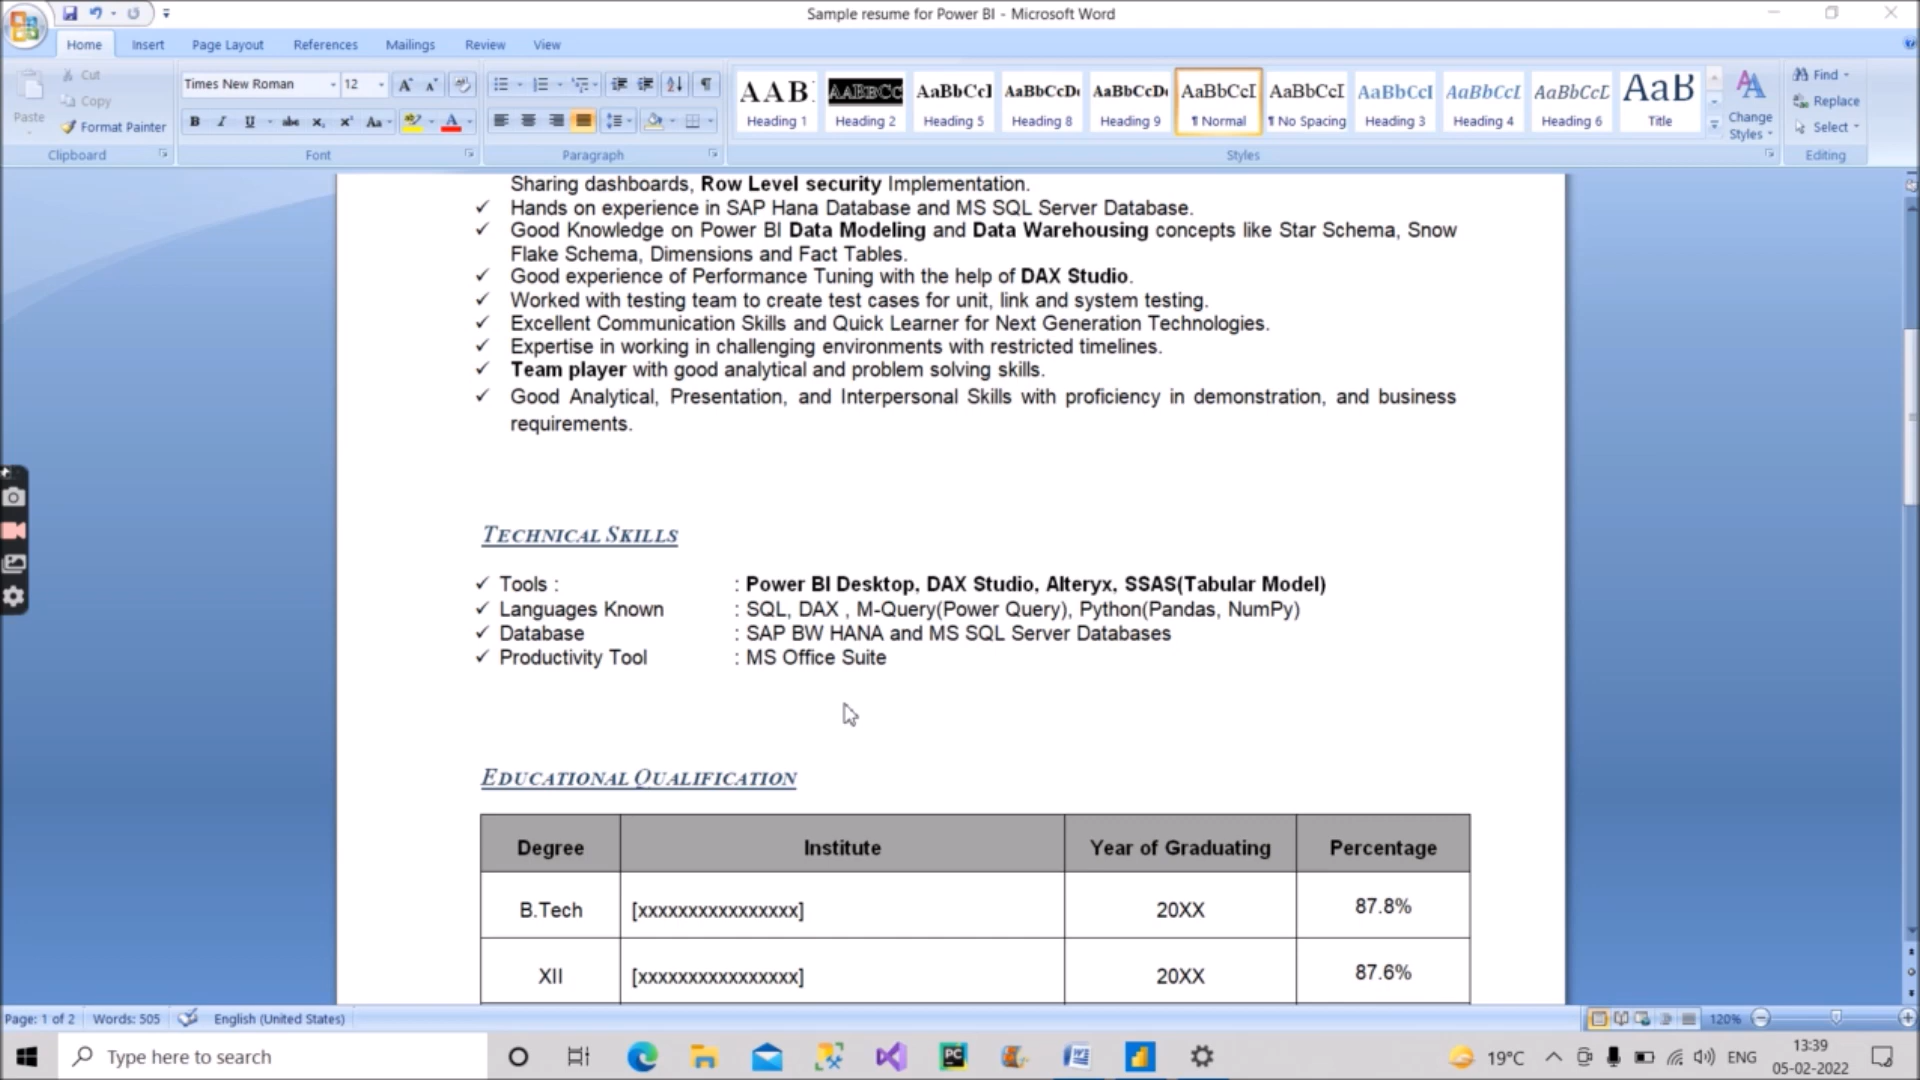 Sample resume for Power BI - Microsoft Word
Home Insert Page Layout References Mailings Review View
Paste
Cut
Copy
Format Painter
Clipboard
Times New Roman 12
Font
Paragraph
AAB AABBCC AaBbCcI AaBbCcD AaBbCcD AaBbCcI AaBbCcI AaBbCcI AaBbCcL AaBbCcL AaB
Heading 1 Heading 2 Heading 5 Heading 8 Heading 9 ¶ Normal ¶ No Spacing Heading 3 Heading 4 Heading 6 Title
Change Styles
Styles
Find
Replace
Select
Editing
Sharing dashboards, Row Level security Implementation.
✓ Hands on experience in SAP Hana Database and MS SQL Server Database.
✓ Good Knowledge on Power BI Data Modeling and Data Warehousing concepts like Star Schema, Snow
Flake Schema, Dimensions and Fact Tables.
✓ Good experience of Performance Tuning with the help of DAX Studio.
✓ Worked with testing team to create test cases for unit, link and system testing.
✓ Excellent Communication Skills and Quick Learner for Next Generation Technologies.
✓ Expertise in working in challenging environments with restricted timelines.
✓ Team player with good analytical and problem solving skills.
✓ Good Analytical, Presentation, and Interpersonal Skills with proficiency in demonstration, and business
requirements.
TECHNICAL SKILLS
✓ Tools : : Power BI Desktop, DAX Studio, Alteryx, SSAS(Tabular Model)
✓ Languages Known : SQL, DAX , M-Query(Power Query), Python(Pandas, NumPy)
✓ Database : SAP BW HANA and MS SQL Server Databases
✓ Productivity Tool : MS Office Suite
EDUCATIONAL QUALIFICATION
Degree Institute Year of Graduating Percentage
B.Tech [xxxxxxxxxxxxxxxx] 20XX 87.8%
XII [xxxxxxxxxxxxxxxx] 20XX 87.6%
Page: 1 of 2 Words: 505 English (United States) 120%
Type here to search
19°C ENG 13:39
05-02-2022